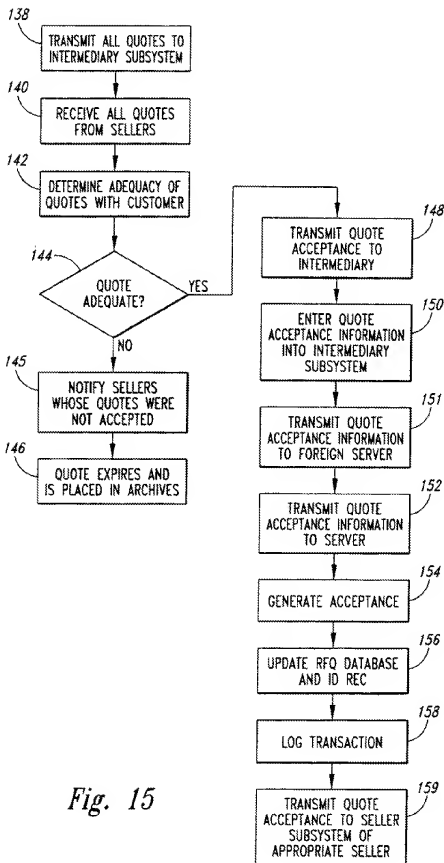 138
TRANSMIT ALL QUOTES TO
INTERMEDIARY SUBSYSTEM
140
RECEIVE ALL QUOTES
FROM SELLERS
142
DETERMINE ADEQUACY OF
QUOTES WITH CUSTOMER
144
QUOTE
ADEQUATE?
YES
NO
145
NOTIFY SELLERS
WHOSE QUOTES WERE
NOT ACCEPTED
146
QUOTE EXPIRES AND
IS PLACED IN ARCHIVES
148
TRANSMIT QUOTE
ACCEPTANCE TO
INTERMEDIARY
150
ENTER QUOTE
ACCEPTANCE INFORMATION
INTO INTERMEDIARY
SUBSYSTEM
151
TRANSMIT QUOTE
ACCEPTANCE INFORMATION
TO FOREIGN SERVER
152
TRANSMIT QUOTE
ACCEPTANCE INFORMATION
TO SERVER
154
GENERATE ACCEPTANCE
156
UPDATE RFQ DATABASE
AND ID REC
158
LOG TRANSACTION
159
TRANSMIT QUOTE
ACCEPTANCE TO SELLER
SUBSYSTEM OF
APPROPRIATE SELLER
Fig. 15